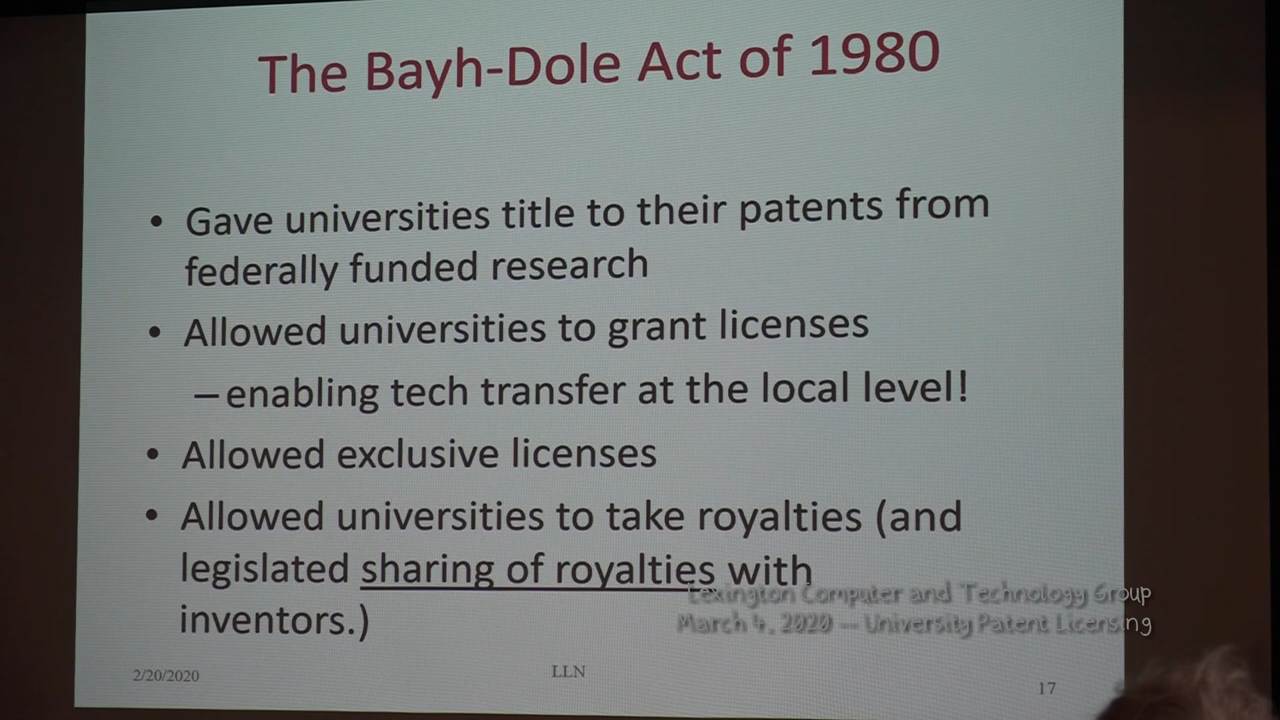 The Bayh-Dole Act of 1980
• Gave universities title to their patents from
federally funded research
• Allowed universities to grant licenses
– enabling tech transfer at the local level!
• Allowed exclusive licenses
• Allowed universities to take royalties (and
legislated sharing of royalties with
inventors.)
Lexington Computer and Technology Group
March 4, 2020 — University Patent Licensing
2/20/2020
LLN
17